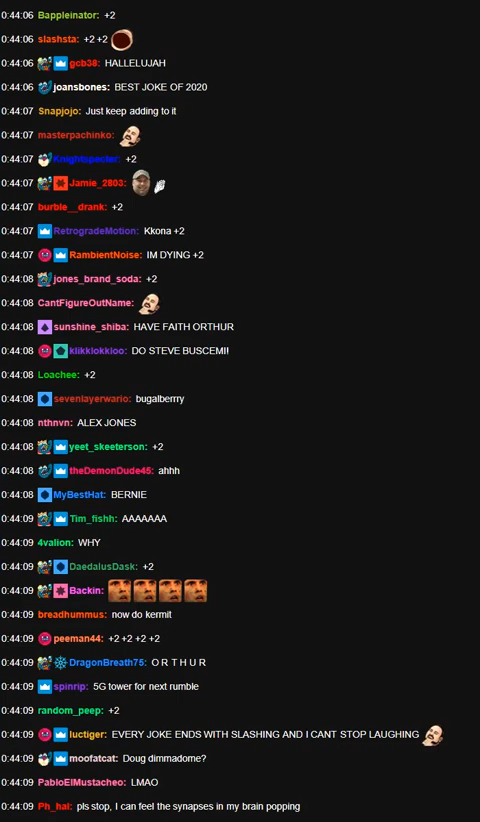 0:44:06 Bappleinator: +2
0:44:06 slashsta: +2 +2
0:44:06 gcb38: HALLELUJAH
0:44:06 joansbones: BEST JOKE OF 2020
0:44:07 Snapjojo: Just keep adding to it
0:44:07 masterpachinko:
0:44:07 Knightspecter: +2
0:44:07 Jamie_2803:
0:44:07 burble__drank: +2
0:44:07 RetrogradeMotion: Kkona +2
0:44:07 RambientNoise: IM DYING +2
0:44:08 jones_brand_soda: +2
0:44:08 CantFigureOutName:
0:44:08 sunshine_shiba: HAVE FAITH ORTHUR
0:44:08 klikklokkloo: DO STEVE BUSCEMI!
0:44:08 Loachee: +2
0:44:08 sevenlayerwario: bugalberrry
0:44:08 nthnvn: ALEX JONES
0:44:08 yeet_skeeterson: +2
0:44:08 theDemonDude45: ahhh
0:44:08 MyBestHat: BERNIE
0:44:09 Tim_fishh: AAAAAAA
0:44:09 4valion: WHY
0:44:09 DaedalusDask: +2
0:44:09 Backin:
0:44:09 breadhummus: now do kermit
0:44:09 peeman44: +2 +2 +2 +2
0:44:09 DragonBreath75: O R T H U R
0:44:09 spinrip: 5G tower for next rumble
0:44:09 random_peep: +2
0:44:09 luctiger: EVERY JOKE ENDS WITH SLASHING AND I CANT STOP LAUGHING
0:44:09 moofatcat: Doug dimmadome?
0:44:09 PabloElMustacheo: LMAO
0:44:09 Ph_hal: pls stop, I can feel the synapses in my brain popping